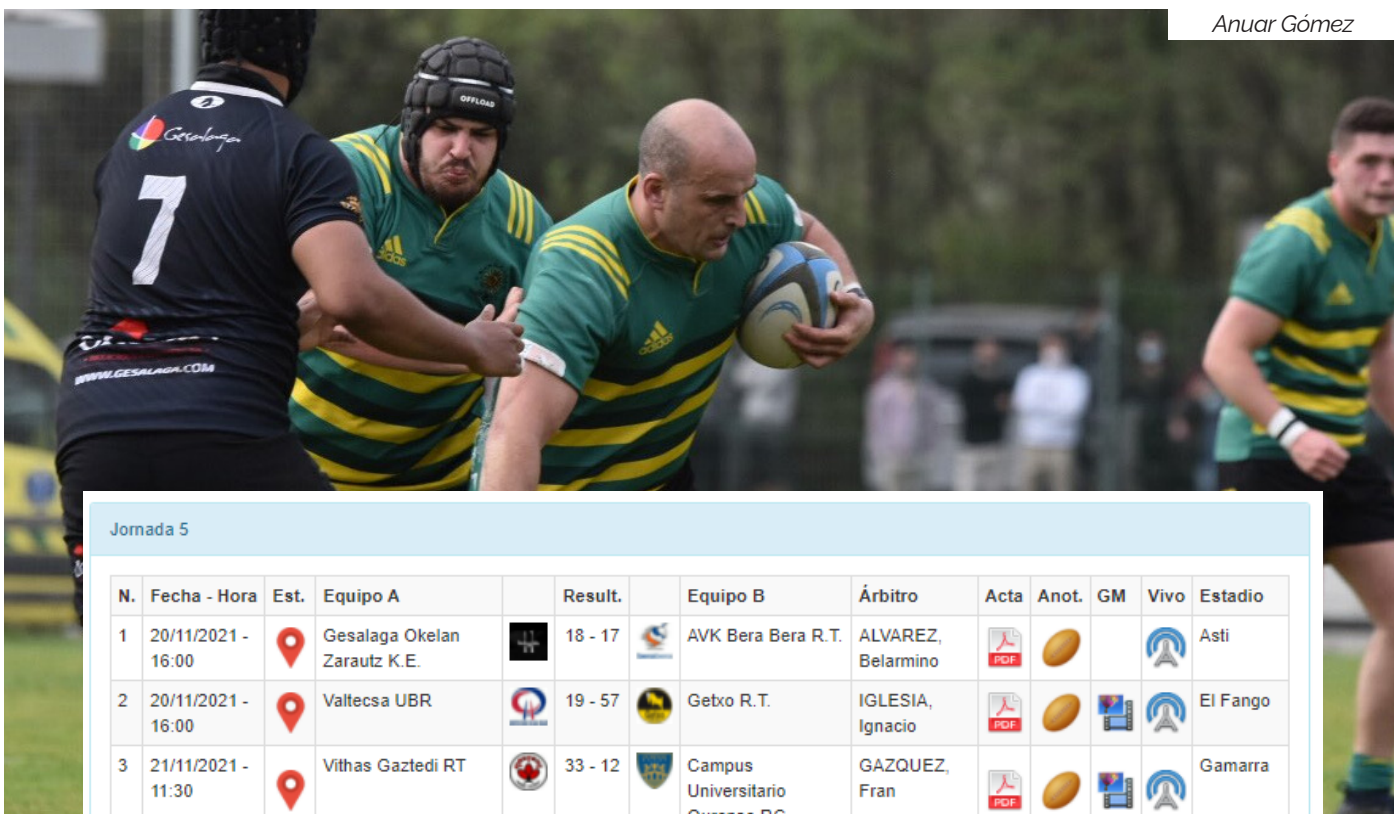 Anuar Gómez
OFFLOAD
Gesalaga
7
adidas
adidas
WWW.GESALAGA.COM
Jornada 5
N. Fecha - Hora Est. Equipo A Result. Equipo B Árbitro Acta Anot. GM Vivo Estadio
1 20/11/2021 - Gesalaga Okelan 18 - 17 AVK Bera Bera R.T. ALVAREZ, Asti
16:00 Zarautz K.E. Belarmino
PDF
2 20/11/2021 - Valtecsa UBR 19 - 57 Getxo R.T. IGLESIA, El Fango
16:00 Ignacio
PDF
3 21/11/2021 - Vithas Gaztedi RT 33 - 12 Campus GAZQUEZ, Gamarra
11:30 Universitario Fran
PDF